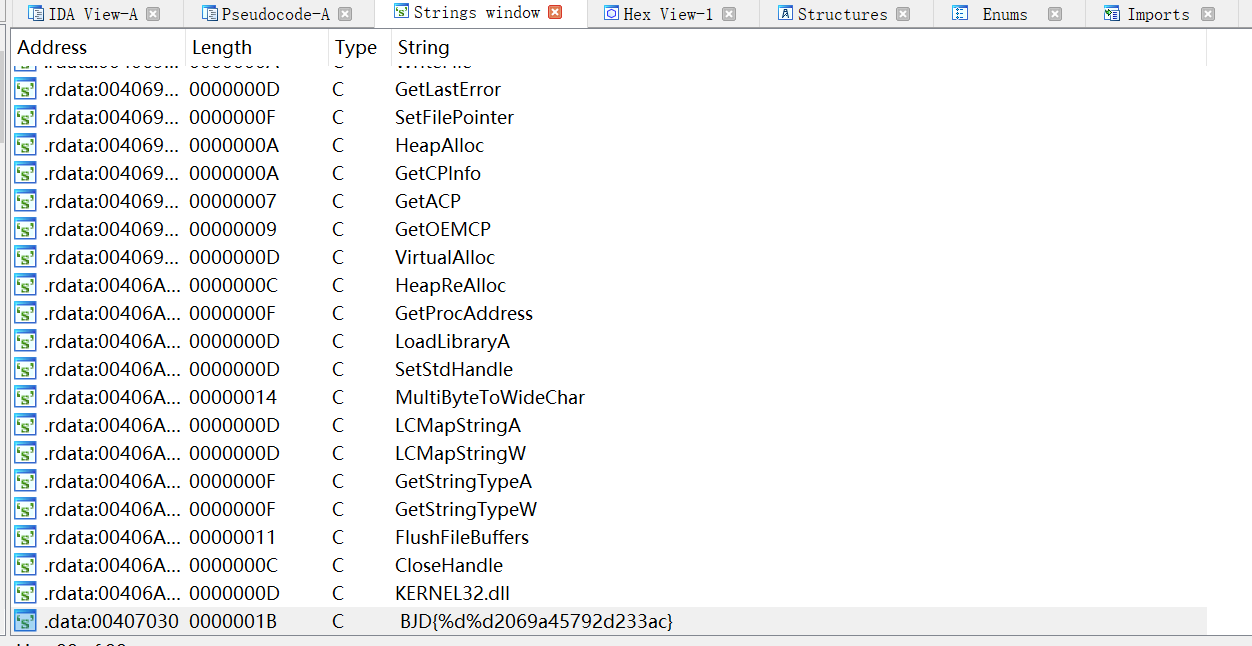 IDA View-A Pseudocode-A Strings window Hex View-1 Structures Enums Imports
Address Length Type String
.rdata:004069... 0000000D C GetLastError
.rdata:004069... 0000000F C SetFilePointer
.rdata:004069... 0000000A C HeapAlloc
.rdata:004069... 0000000A C GetCPInfo
.rdata:004069... 00000007 C GetACP
.rdata:004069... 00000009 C GetOEMCP
.rdata:004069... 0000000D C VirtualAlloc
.rdata:00406A... 0000000C C HeapReAlloc
.rdata:00406A... 0000000F C GetProcAddress
.rdata:00406A... 0000000D C LoadLibraryA
.rdata:00406A... 0000000D C SetStdHandle
.rdata:00406A... 00000014 C MultiByteToWideChar
.rdata:00406A... 0000000D C LCMapStringA
.rdata:00406A... 0000000D C LCMapStringW
.rdata:00406A... 0000000F C GetStringTypeA
.rdata:00406A... 0000000F C GetStringTypeW
.rdata:00406A... 00000011 C FlushFileBuffers
.rdata:00406A... 0000000C C CloseHandle
.rdata:00406A... 0000000D C KERNEL32.dll
.data:00407030 0000001B C BJD{%d%d2069a45792d233ac}